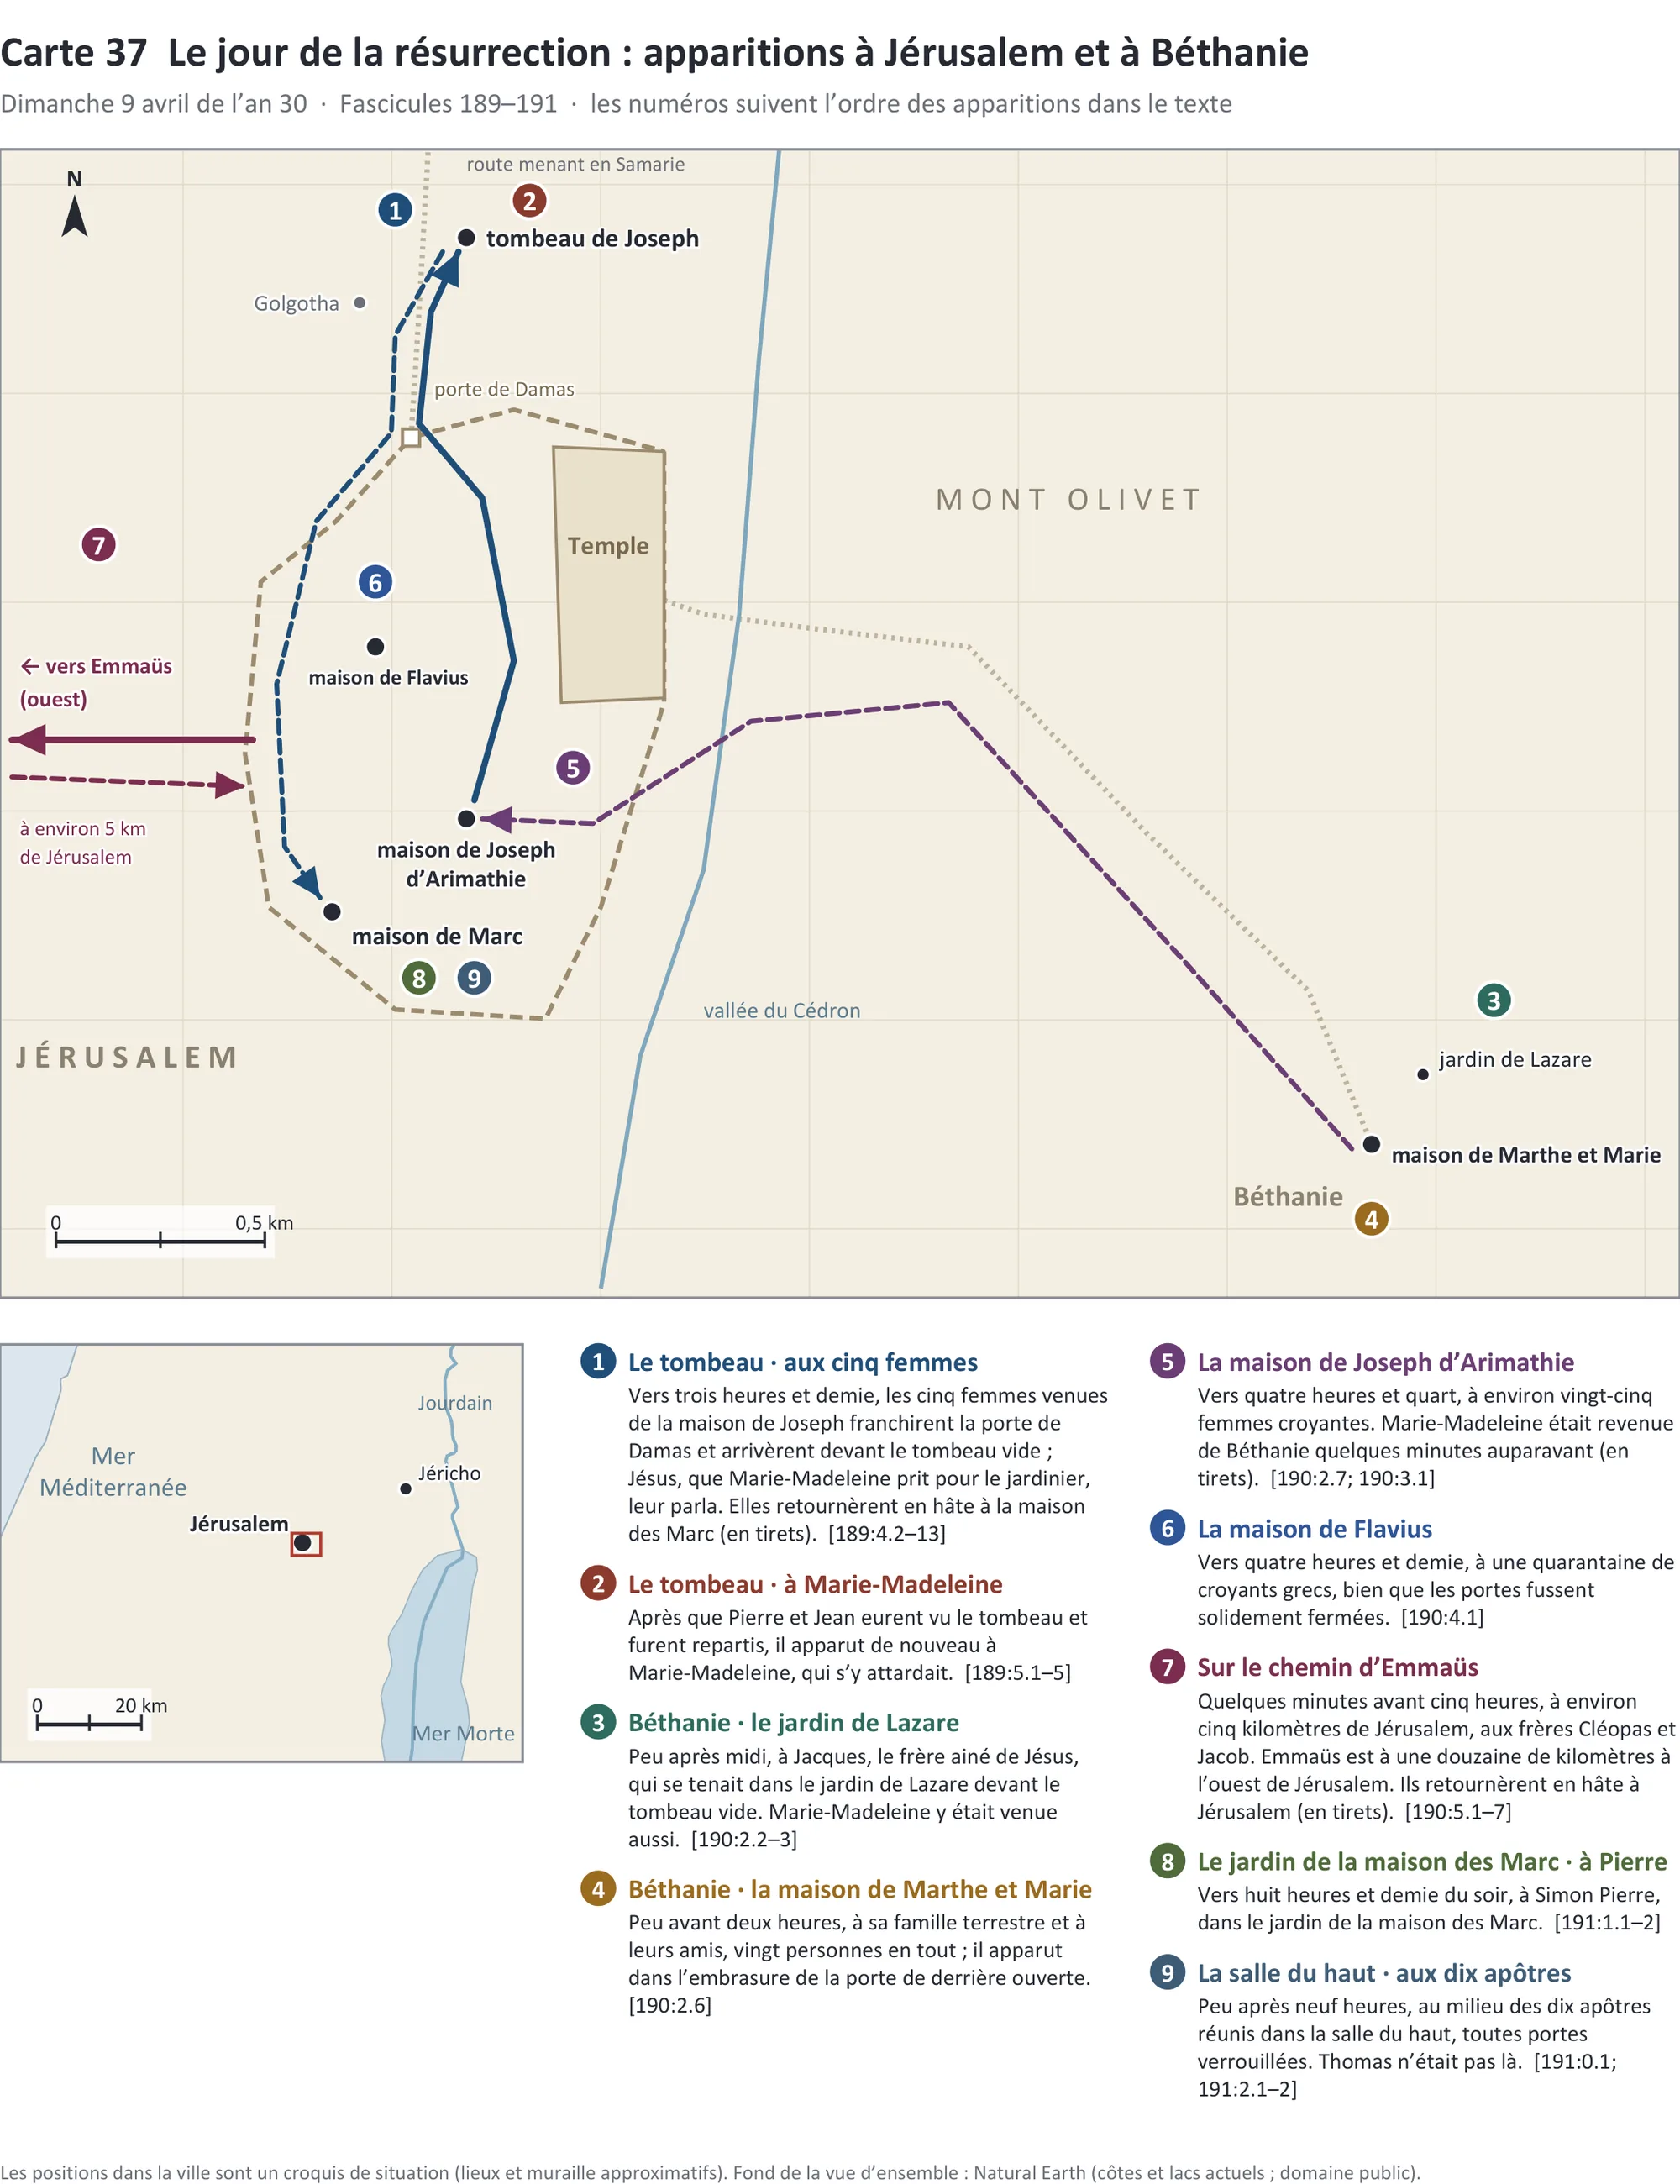 Carte 37 Le jour de la résurrection : apparitions à Jérusalem et à Béthanie
Dimanche 9 avril de l’an 30 · Fascicules 189–191 · les numéros suivent l’ordre des apparitions dans le texte
N
route menant en Samarie
1
2
tombeau de Joseph
Golgotha
porte de Damas
MONT OLIVET
Temple
7
6
maison de Flavius
← vers Emmaüs
(ouest)
5
à environ 5 km
de Jérusalem
maison de Joseph
d’Arimathie
maison de Marc
8
9
vallée du Cédron
3
JÉRUSALEM
jardin de Lazare
maison de Marthe et Marie
Béthanie
4
0
0,5 km
Jourdain
Mer
Méditerranée
Jéricho
Jérusalem
0
20 km
Mer Morte
1
Le tombeau · aux cinq femmes
Vers trois heures et demie, les cinq femmes venues
de la maison de Joseph franchirent la porte de
Damas et arrivèrent devant le tombeau vide ;
Jésus, que Marie-Madeleine prit pour le jardinier,
leur parla. Elles retournèrent en hâte à la maison
des Marc (en tirets). [189:4.2–13]
2
Le tombeau · à Marie-Madeleine
Après que Pierre et Jean eurent vu le tombeau et
furent repartis, il apparut de nouveau à
Marie-Madeleine, qui s’y attardait. [189:5.1–5]
3
Béthanie · le jardin de Lazare
Peu après midi, à Jacques, le frère ainé de Jésus,
qui se tenait dans le jardin de Lazare devant le
tombeau vide. Marie-Madeleine y était venue
aussi. [190:2.2–3]
4
Béthanie · la maison de Marthe et Marie
Peu avant deux heures, à sa famille terrestre et à
leurs amis, vingt personnes en tout ; il apparut
dans l’embrasure de la porte de derrière ouverte.
[190:2.6]
5
La maison de Joseph d’Arimathie
Vers quatre heures et quart, à environ vingt-cinq
femmes croyantes. Marie-Madeleine était revenue
de Béthanie quelques minutes auparavant (en
tirets). [190:2.7; 190:3.1]
6
La maison de Flavius
Vers quatre heures et demie, à une quarantaine de
croyants grecs, bien que les portes fussent
solidement fermées. [190:4.1]
7
Sur le chemin d’Emmaüs
Quelques minutes avant cinq heures, à environ
cinq kilomètres de Jérusalem, aux frères Cléopas et
Jacob. Emmaüs est à une douzaine de kilomètres à
l’ouest de Jérusalem. Ils retournèrent en hâte à
Jérusalem (en tirets). [190:5.1–7]
8
Le jardin de la maison des Marc · à Pierre
Vers huit heures et demie du soir, à Simon Pierre,
dans le jardin de la maison des Marc. [191:1.1–2]
9
La salle du haut · aux dix apôtres
Peu après neuf heures, au milieu des dix apôtres
réunis dans la salle du haut, toutes portes
verrouillées. Thomas n’était pas là. [191:0.1;
191:2.1–2]
Les positions dans la ville sont un croquis de situation (lieux et muraille approximatifs). Fond de la vue d’ensemble : Natural Earth (côtes et lacs actuels ; domaine public).